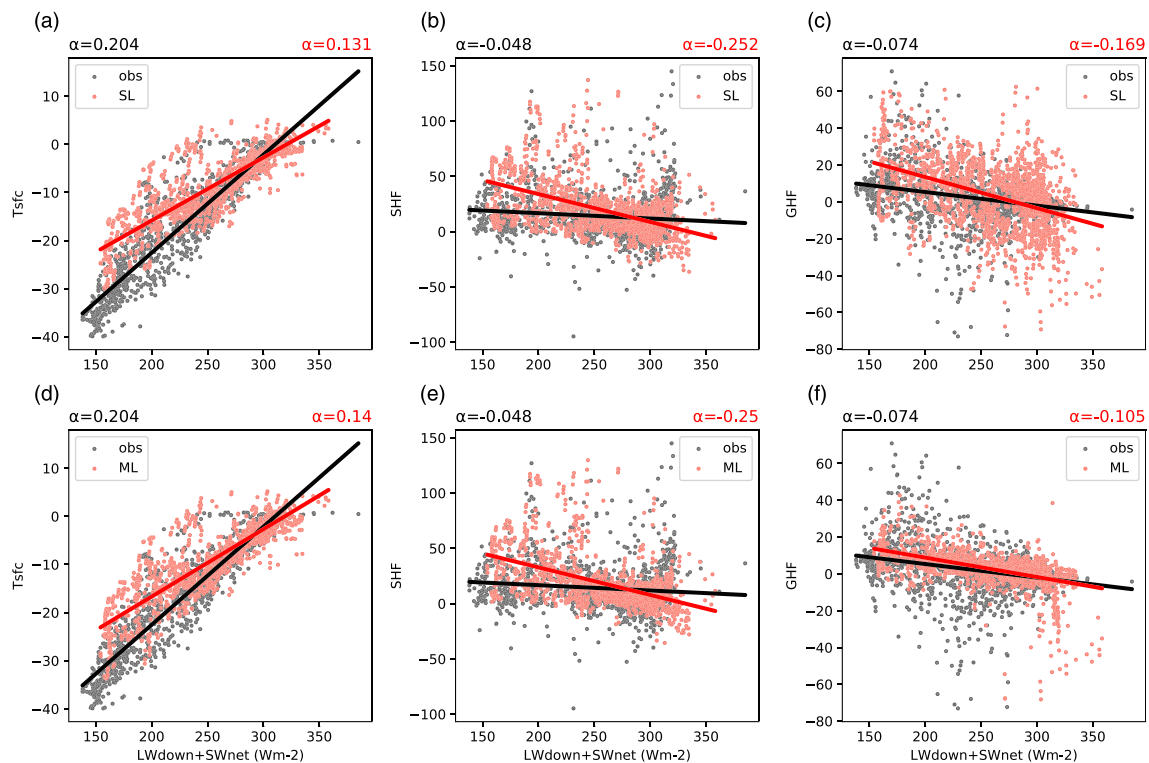 (a) (b) (c)
α=0.204 α=0.131 α=-0.048 α=-0.252 α=-0.074 α=-0.169
obs
SL
obs
SL
obs
SL
Tsfc
10
0
−10
−20
−30
−40
SHF
150
100
50
0
−50
−100
GHF
80
60
40
20
0
−20
−40
−60
−80
150 200 250 300 350
150 200 250 300 350
150 200 250 300 350
(d) (e) (f)
α=0.204 α=0.14 α=-0.048 α=-0.25 α=-0.074 α=-0.105
obs
ML
obs
ML
obs
ML
Tsfc
10
0
−10
−20
−30
−40
SHF
150
100
50
0
−50
−100
GHF
60
40
20
0
−20
−40
−60
−80
150 200 250 300 350
150 200 250 300 350
150 200 250 300 350
LWdown+SWnet (Wm-2) LWdown+SWnet (Wm-2) LWdown+SWnet (Wm-2)